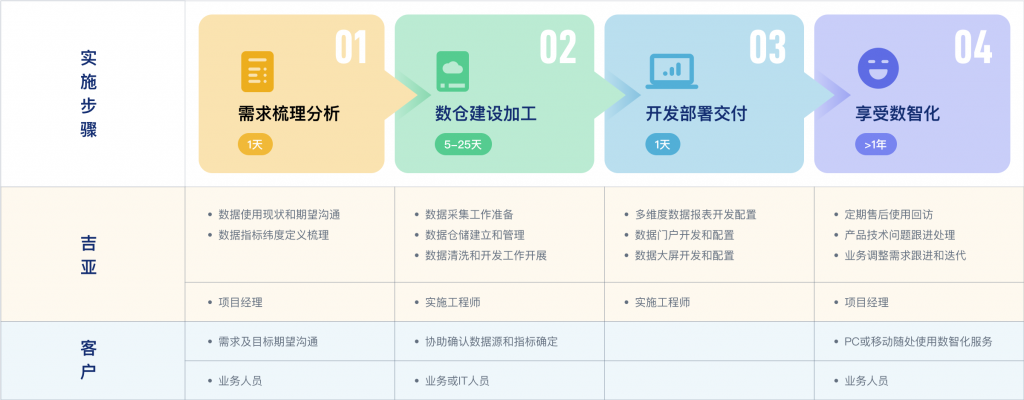 实施步骤
01
需求梳理分析
1天
02
数仓建设加工
5-25天
03
开发部署交付
1天
04
享受数智化
>1年
吉亚
• 数据使用现状和期望沟通
• 数据指标纬度定义梳理
• 数据采集工作准备
• 数据仓储建立和管理
• 数据清洗和开发工作开展
• 多维度数据报表开发配置
• 数据门户开发和配置
• 数据大屏开发和配置
• 定期售后使用回访
• 产品技术问题跟进处理
• 业务调整需求跟进和迭代
• 项目经理
• 实施工程师
• 实施工程师
• 项目经理
客户
• 需求及目标期望沟通
• 协助确认数据源和指标确定
• PC或移动随处使用数智化服务
• 业务人员
• 业务或IT人员
• 业务人员